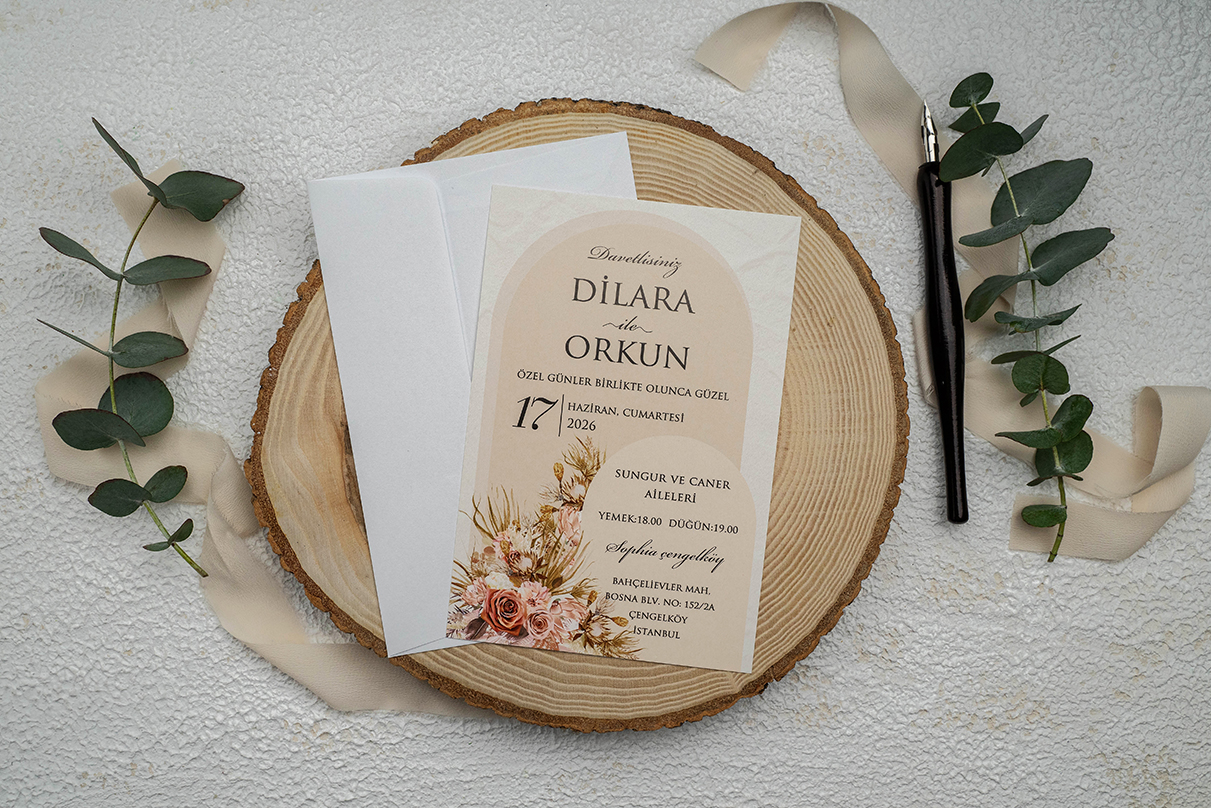 Davetlisiniz
DİLARA
ile
ORKUN
ÖZEL GÜNLER BİRLİKTE OLUNCA GÜZEL
17
HAZİRAN, CUMARTESİ
2026
SUNGUR VE CANER
AİLELERİ
YEMEK:18.00 DÜĞÜN:19.00
Sophia çengelköy
BAHÇELİEVLER MAH.
BOSNA BLV. NO: 152/2A
ÇENGELKÖY
İSTANBUL